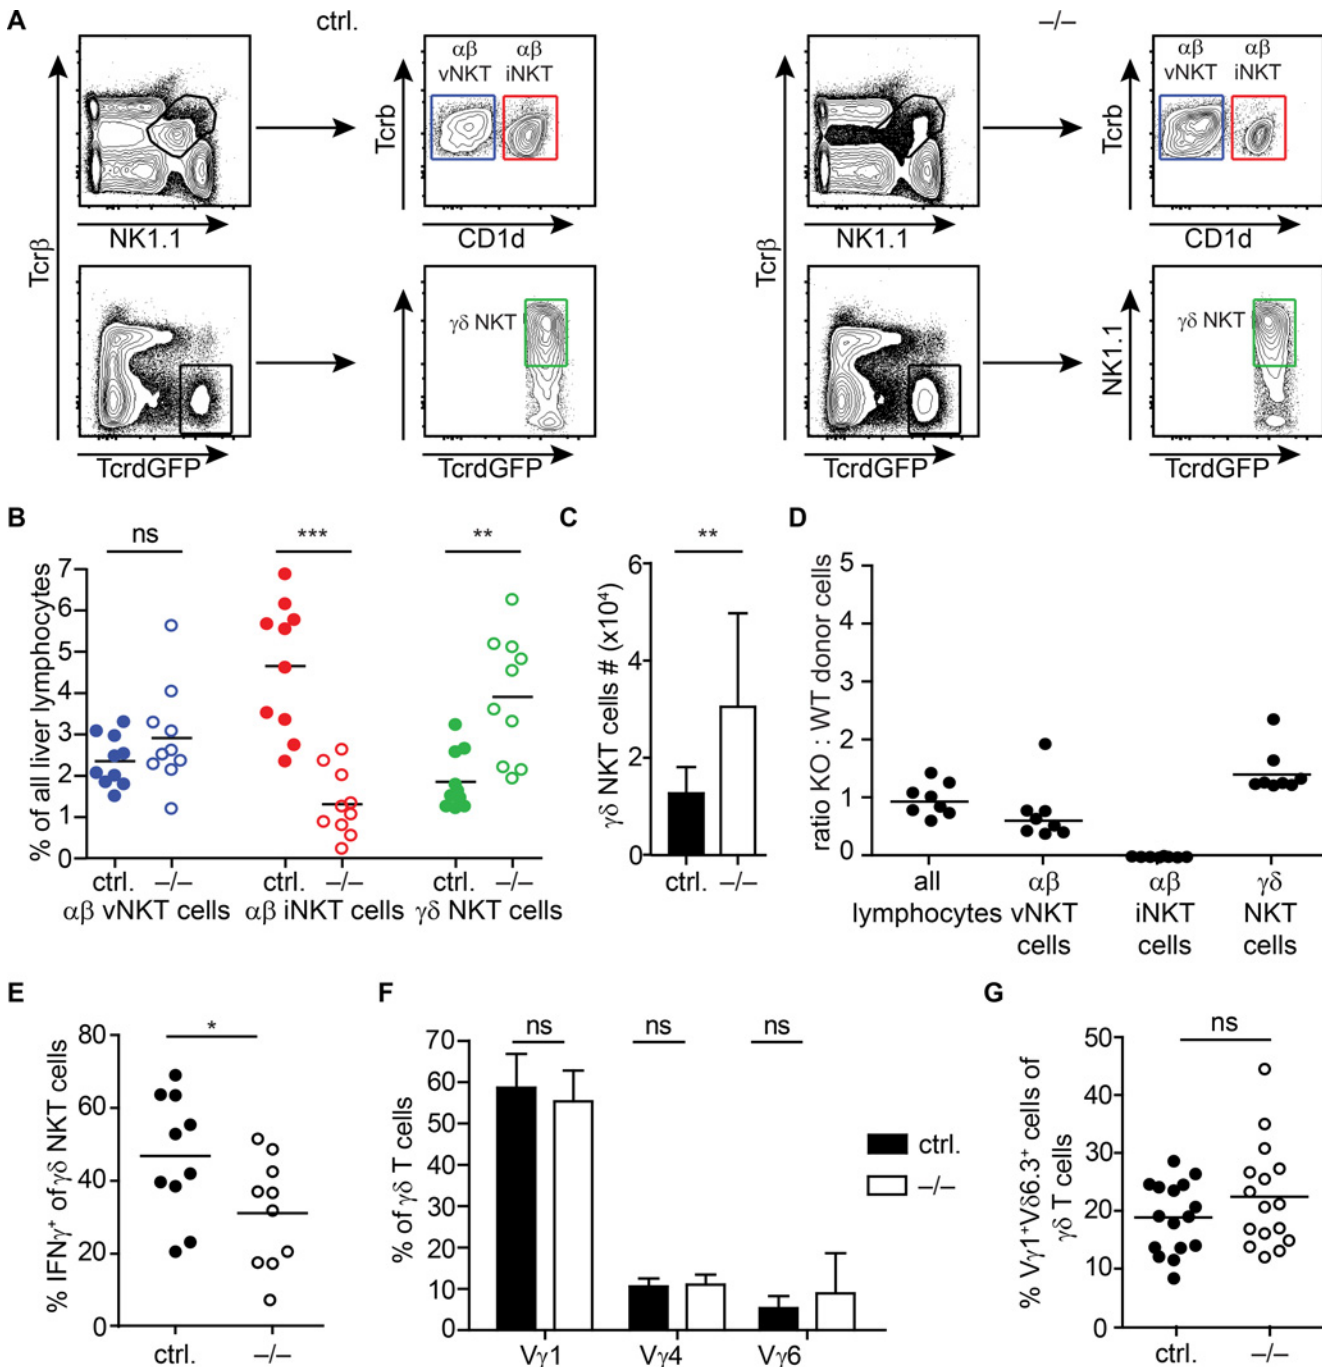 A
ctrl.
–/–
αβ
vNKT
αβ
iNKT
αβ
vNKT
αβ
iNKT
Tcrb
Tcrb
NK1.1
CD1d
NK1.1
CD1d
Tcrβ
Tcrβ
γδ NKT
γδ NKT
NK1.1
TcrdGFP
TcrdGFP
TcrdGFP
TcrdGFP
B
ns
***
**
% of all liver lymphocytes
7
6
5
4
3
2
1
0
ctrl. –/– ctrl. –/– ctrl. –/–
αβ vNKT cells αβ iNKT cells γδ NKT cells
C
**
γδ NKT cells # (x10⁴)
6
4
2
0
ctrl. –/–
D
ratio KO : WT donor cells
5
4
3
2
1
0
all
lymphocytes
αβ
vNKT
cells
αβ
iNKT
cells
γδ
NKT
cells
E
*
% IFNγ⁺ of γδ NKT cells
80
60
40
20
0
ctrl. –/–
F
ns ns ns
% of γδ T cells
70
60
50
40
30
20
10
0
Vγ1 Vγ4 Vγ6
ctrl.
–/–
G
ns
% Vγ1⁺Vδ6.3⁺ cells of
γδ T cells
50
40
30
20
10
0
ctrl. –/–